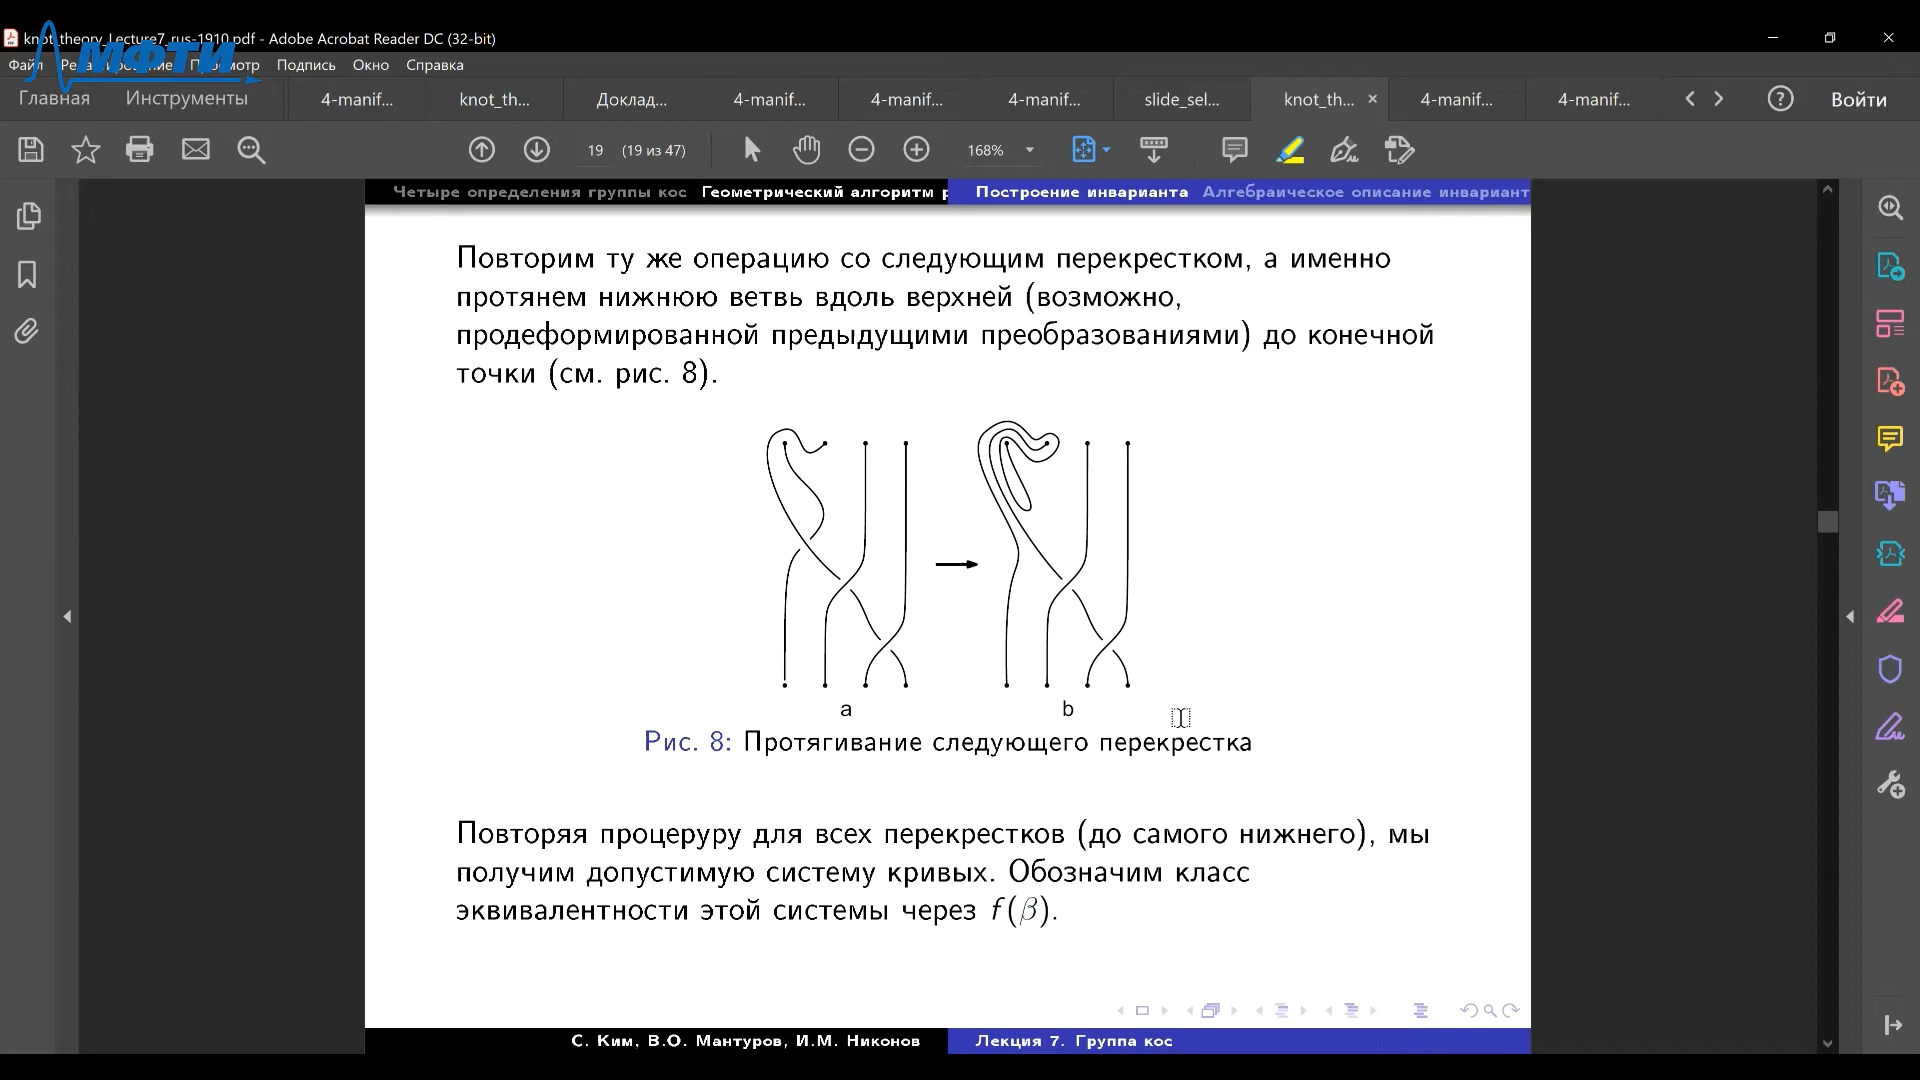 knot_theory_Lecture7_rus-1910.pdf - Adobe Acrobat Reader DC (32-bit)
МФТИ
Файл Редактирование Просмотр Подпись Окно Справка
Главная Инструменты 4-manif... knot_th... Доклад... 4-manif... 4-manif... 4-manif... slide_sel... knot_th... 4-manif... 4-manif... Войти
19 (19 из 47) 168%
Четыре определения группы кос Геометрический алгоритм р Построение инварианта Алгебраическое описание инвариант
Повторим ту же операцию со следующим перекрестком, а именно
протянем нижнюю ветвь вдоль верхней (возможно,
продеформированной предыдущими преобразованиями) до конечной
точки (см. рис. 8).
a b
Рис. 8: Протягивание следующего перекрестка
Повторяя процеруру для всех перекрестков (до самого нижнего), мы
получим допустимую систему кривых. Обозначим класс
эквивалентности этой системы через f(β).
С. Ким, В.О. Мантуров, И.М. Никонов Лекция 7. Группа кос